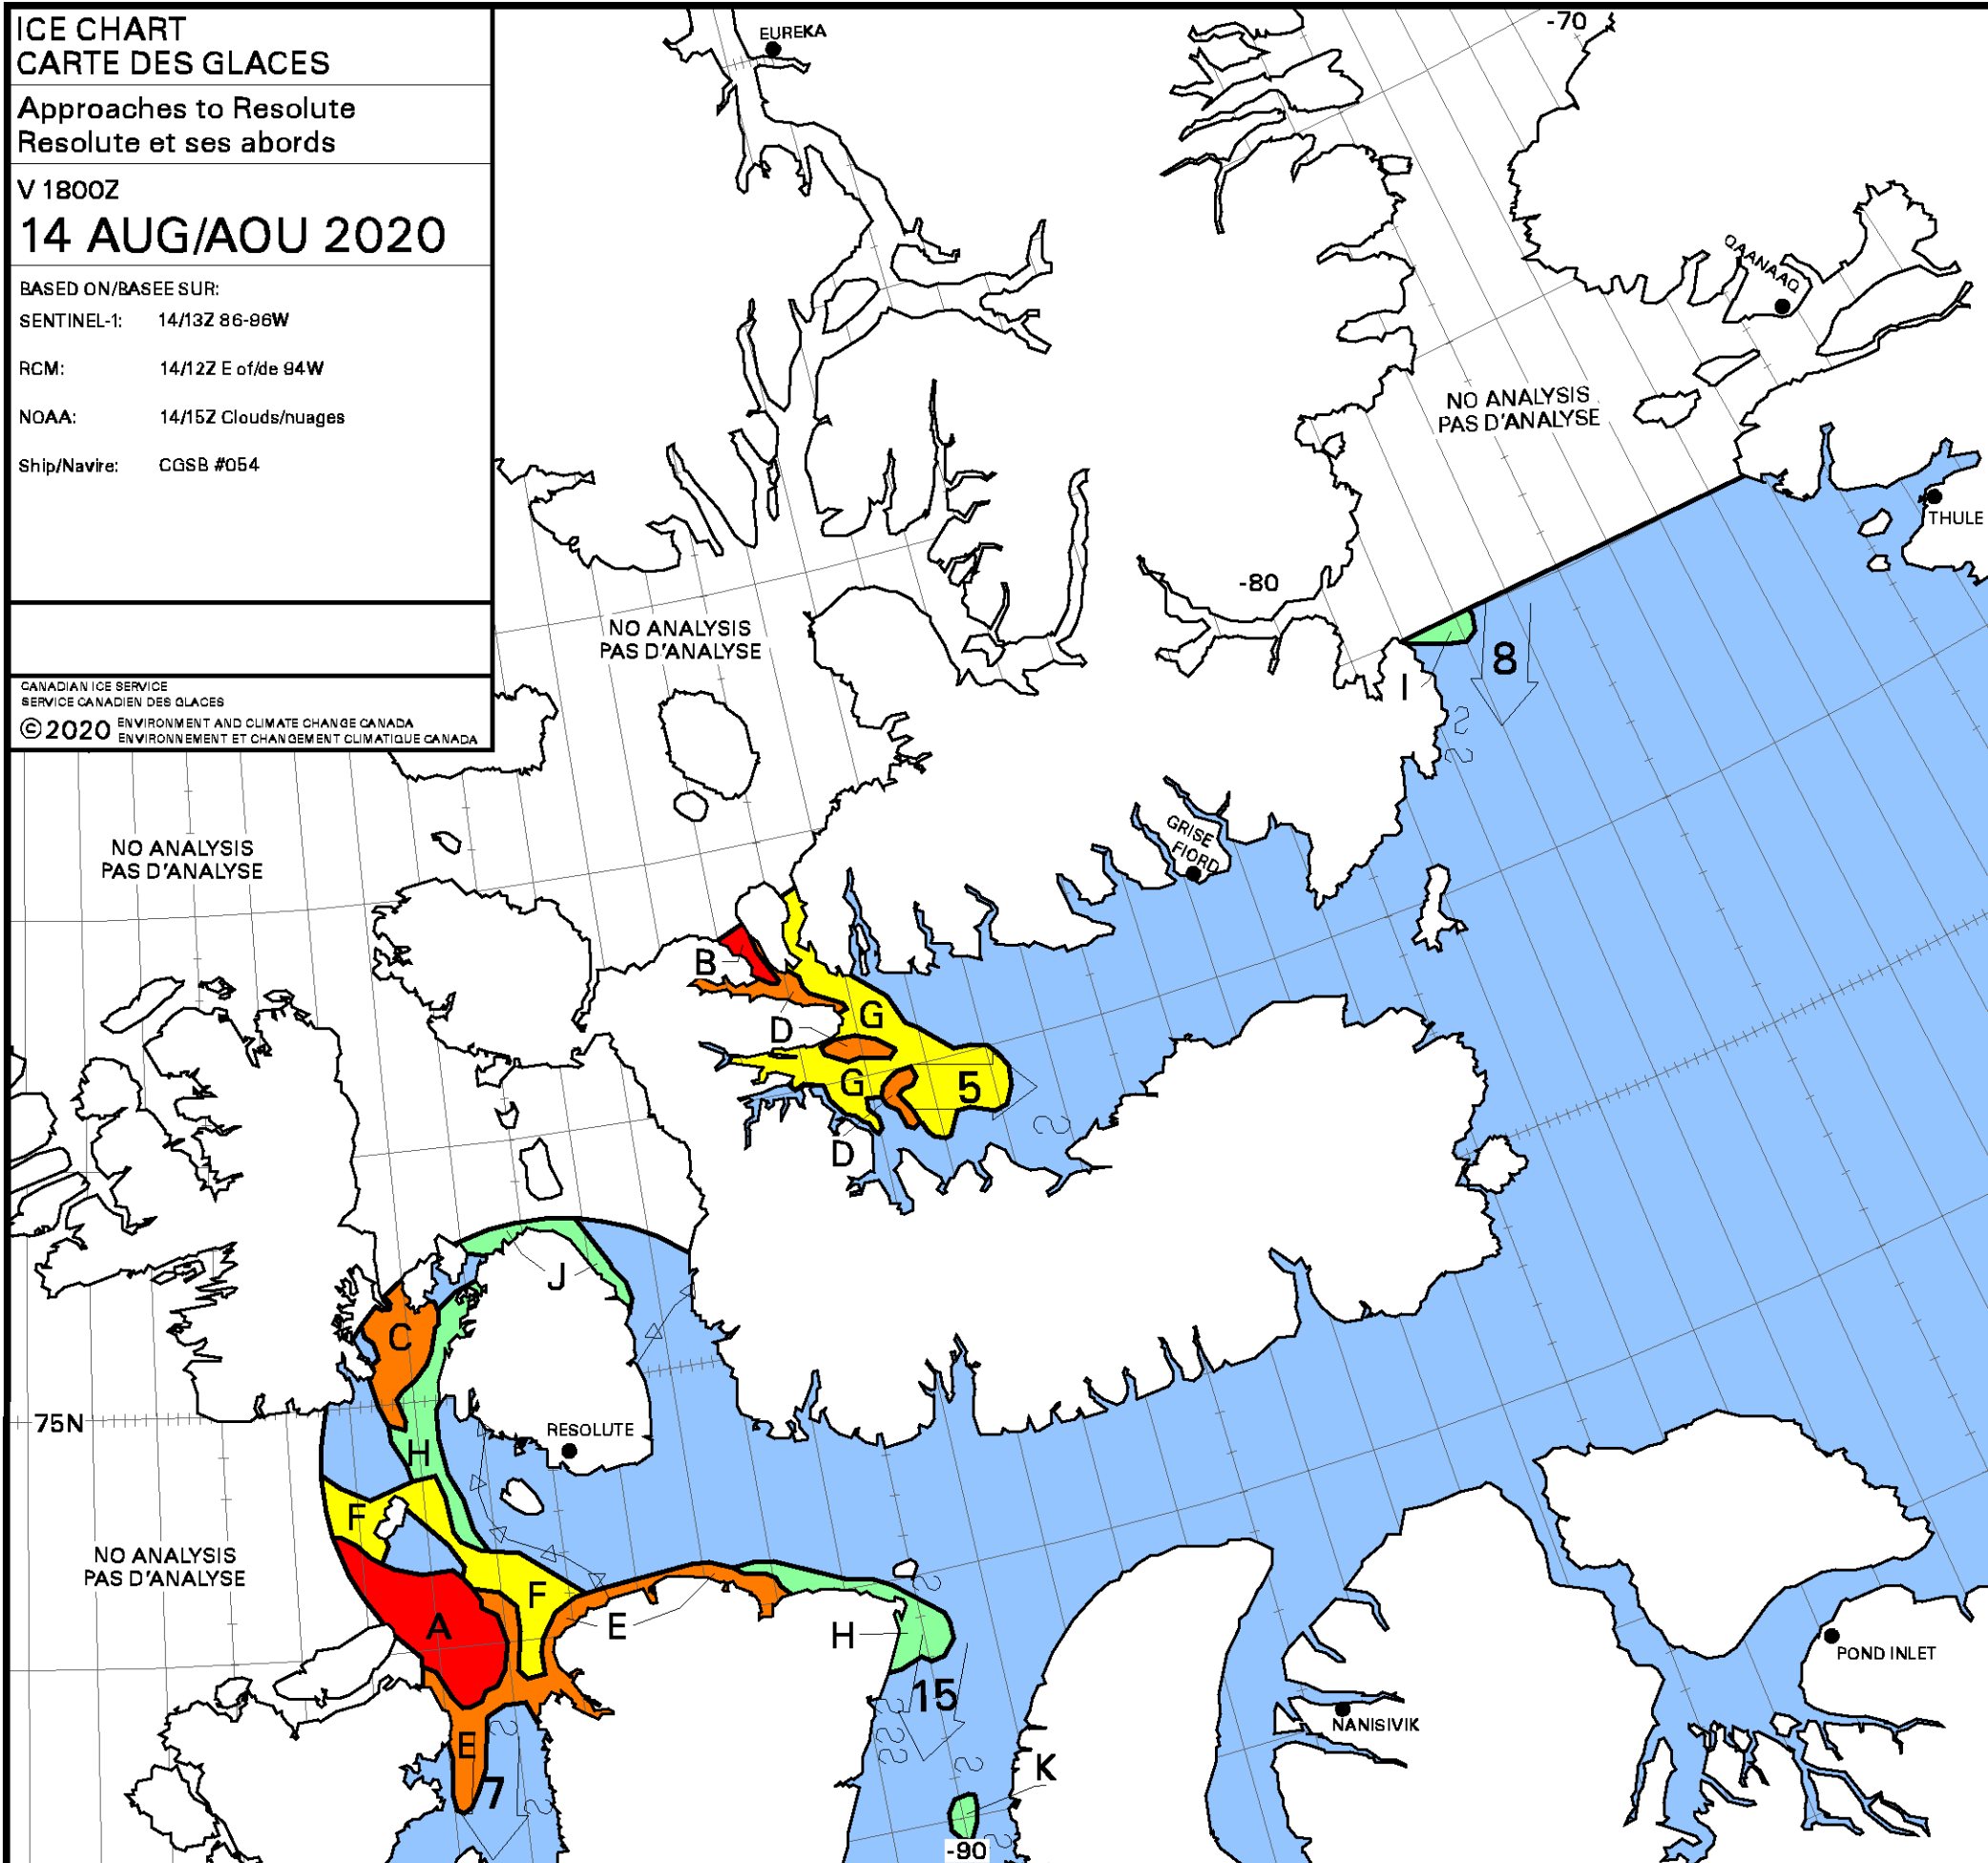 ICE CHART
CARTE DES GLACES
Approaches to Resolute
Resolute et ses abords
V 1800Z
14 AUG/AOU 2020
BASED ON/BASEE SUR:
SENTINEL-1: 14/13Z 86-96W
RCM: 14/12Z E of/de 94W
NOAA: 14/15Z Clouds/nuages
Ship/Navire: CGSB #054
CANADIAN ICE SERVICE
SERVICE CANADIEN DES GLACES
© 2020 ENVIRONMENT AND CLIMATE CHANGE CANADA
ENVIRONNEMENT ET CHANGEMENT CLIMATIQUE CANADA
EUREKA
-70
QAANAAQ
NO ANALYSIS
PAS D'ANALYSE
THULE
-80
NO ANALYSIS
PAS D'ANALYSE
8
I
NO ANALYSIS
PAS D'ANALYSE
GRISE
FIORD
B
G
D
G
5
D
J
C
75N
RESOLUTE
H
F
NO ANALYSIS
PAS D'ANALYSE
F
A
E
H
POND INLET
15
NANISIVIK
E
K
7
-90